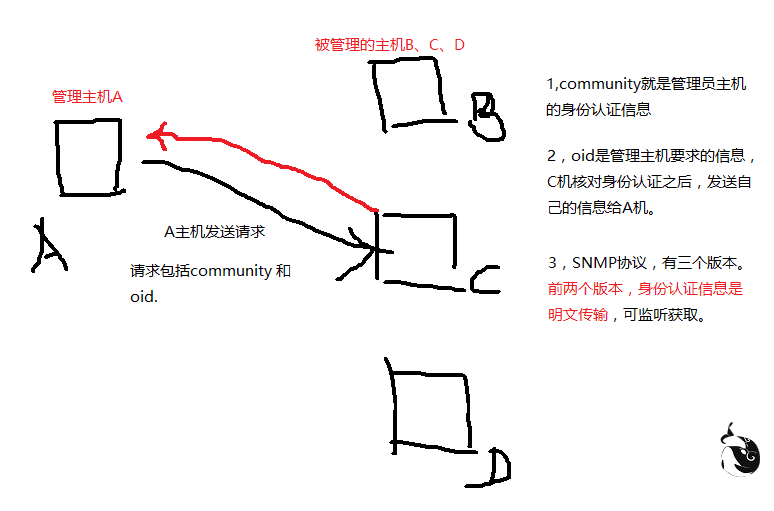 被管理的主机B、C、D
管理主机A
B
1,community就是管理员主机
的身份认证信息
2，oid是管理主机要求的信息，
C机核对身份认证之后，发送自
己的信息给A机。
A
A主机发送请求
请求包括community 和
oid.
C
3，SNMP协议，有三个版本。
前两个版本，身份认证信息是
明文传输，可监听获取。
D